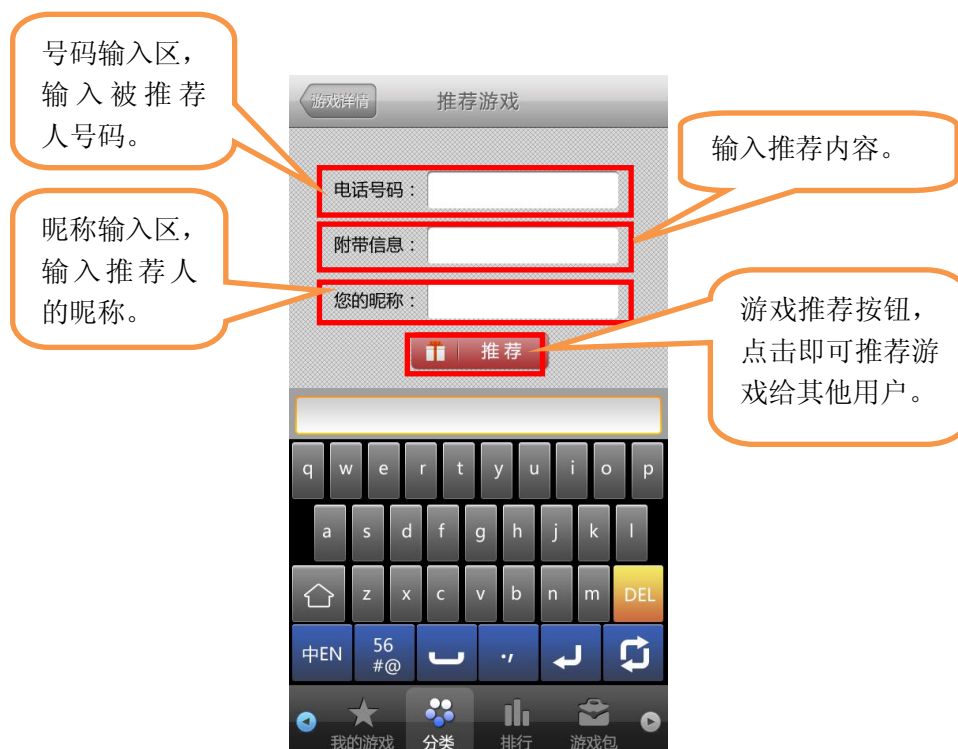 号码输入区，
输入被推荐
人号码。
游戏详情
推荐游戏
输入推荐内容。
电话号码：
昵称输入区，
输入推荐人
的昵称。
附带信息：
您的昵称：
游戏推荐按钮，
点击即可推荐游
戏给其他用户。
推荐
q w e r t y u i o p
a s d f g h j k l
z x c v b n m DEL
中EN 56 #@ .,
我的游戏 分类 排行 游戏包